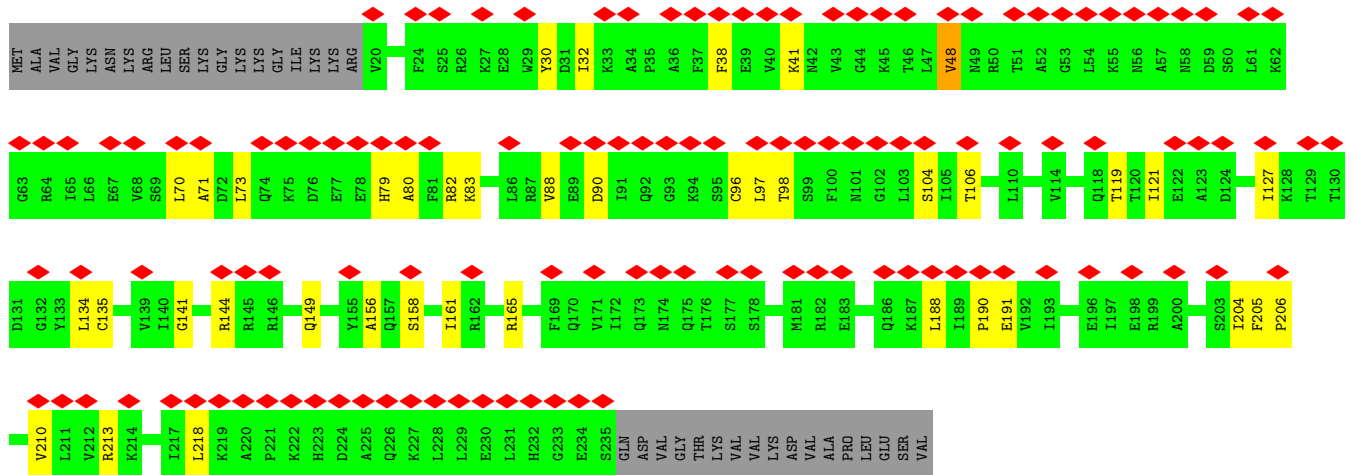 MET ALA VAL GLY LYS ASN LYS ARG LEU SER LYS GLY LYS LYS GLY ILE LYS LYS ARG V20 F24 S25 R26 K27 E28 W29 Y30 D31 I32 K33 A34 P35 A36 F37 F38 E39 V40 K41 N42 V43 G44 K45 T46 L47 V48 N49 R50 T51 A52 G53 L54 K55 N56 A57 N58 D59 S60 L61 K62
G63 R64 I65 L66 E67 V68 S69 L70 A71 D72 L73 Q74 K75 D76 E77 E78 H79 A80 F81 R82 K83 L86 R87 V88 E89 D90 I91 Q92 G93 K94 S95 C96 L97 T98 S99 F100 N101 G102 L103 S104 I105 T106 L110 V114 Q118 T119 T120 I121 E122 A123 D124 I127 K128 T129 T130
D131 G132 Y133 L134 C135 V139 I140 G141 R144 R145 R146 Q149 Y155 A156 Q157 S158 I161 R162 R165 F169 Q170 V171 I172 Q173 N174 Q175 T176 S177 S178 M181 R182 E183 Q186 K187 L188 I189 P190 E191 V192 I193 E196 I197 E198 R199 A200 S203 I204 F205 P206
V210 L211 V212 R213 K214 I217 L218 K219 A220 P221 K222 H223 D224 A225 Q226 K227 L228 L229 E230 L231 H232 G233 E234 S235 GLN ASP VAL GLY THR LYS VAL VAL LYS ASP VAL ALA PRO LEU GLU SER VAL